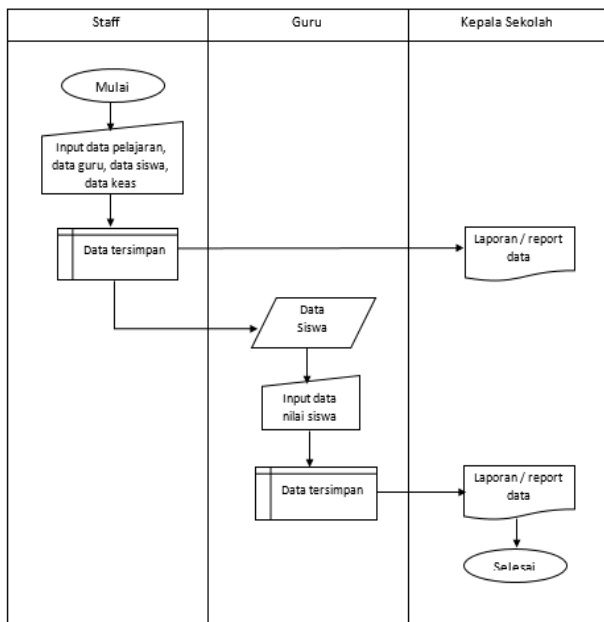 Staff
Guru
Kepala Sekolah
Mulai
Input data pelajaran,
data guru, data siswa,
data keas
Data tersimpan
Laporan / report
data
Data
Siswa
Input data
nilai siswa
Data tersimpan
Laporan / report
data
Selesai